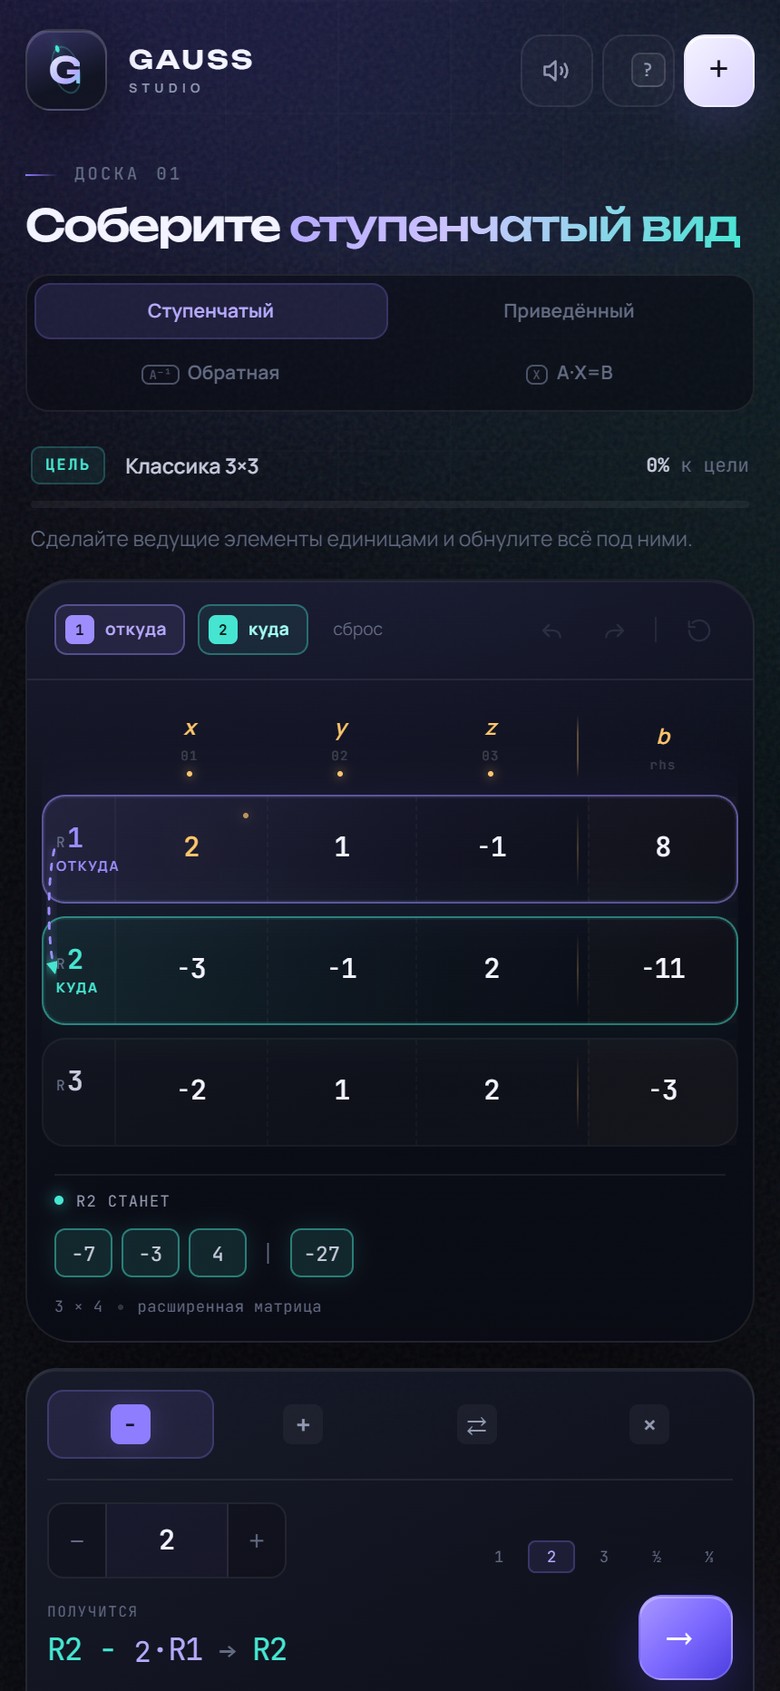 G GAUSS
STUDIO
? +
ДОСКА 01
Соберите ступенчатый вид
Ступенчатый Приведённый
A⁻¹ Обратная X A·X=B
ЦЕЛЬ Классика 3×3 0% к цели
Сделайте ведущие элементы единицами и обнулите всё под ними.
1 откуда 2 куда сброс
x y z b
01 02 03 rhs
R1 2 1 -1 8
ОТКУДА
R2 -3 -1 2 -11
КУДА
R3 -2 1 2 -3
R2 СТАНЕТ
-7 -3 4 | -27
3 × 4 • расширенная матрица
- + ⇄ ×
− 2 + 1 2 3 ½
ПОЛУЧИТСЯ
R2 - 2·R1 → R2 →